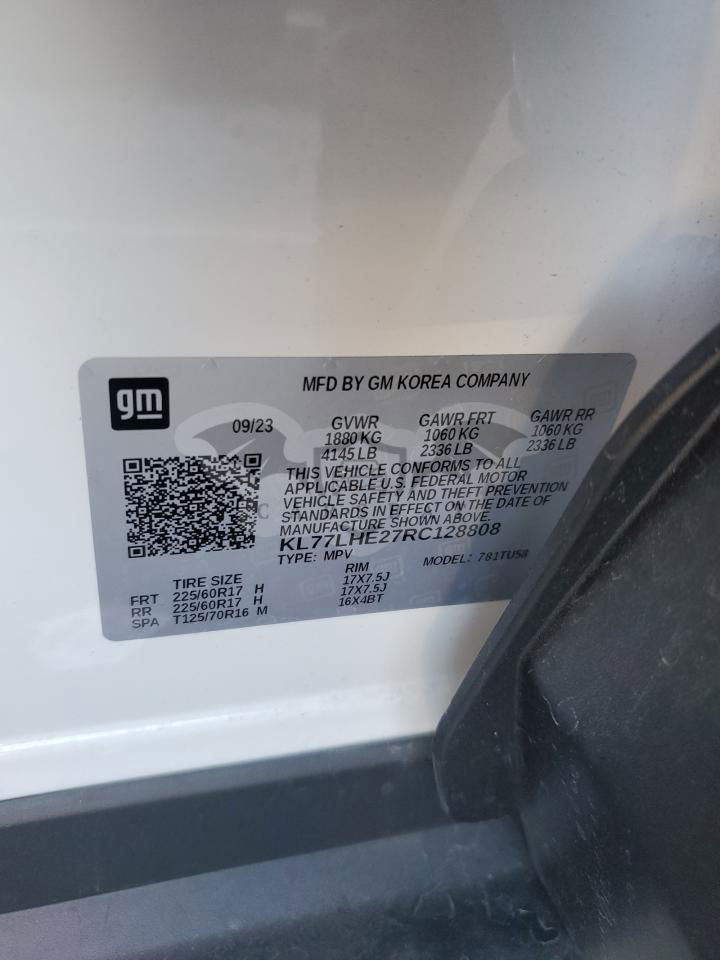 gm
MFD BY GM KOREA COMPANY
09/23
GVWR GAWR FRT GAWR RR
1880 KG 1060 KG 1060 KG
4145 LB 2336 LB 2336 LB
THIS VEHICLE CONFORMS TO ALL
APPLICABLE U.S. FEDERAL MOTOR
VEHICLE SAFETY AND THEFT PREVENTION
STANDARDS IN EFFECT ON THE DATE OF
MANUFACTURE SHOWN ABOVE.
KL77LHE27RC128808
TYPE: MPV MODEL: 781TU58
TIRE SIZE RIM
FRT 225/60R17 H 17X7.5J
RR 225/60R17 H 17X7.5J
SPA T125/70R16 M 16X4BT